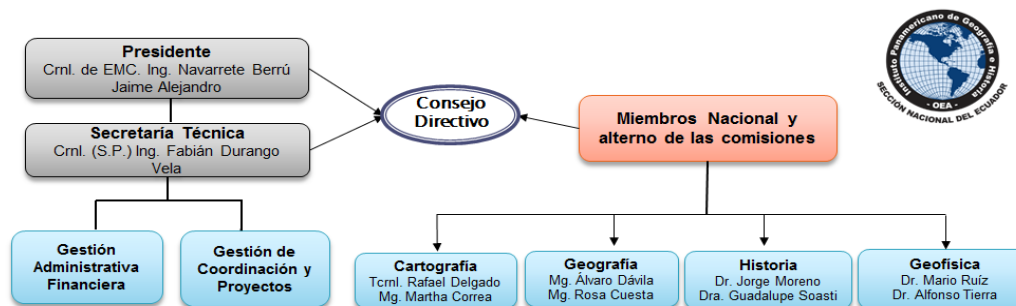 Presidente
Crnl. de EMC. Ing. Navarrete Berrú
Jaime Alejandro
Secretaría Técnica
Crnl. (S.P.) Ing. Fabián Durango
Vela
Gestión
Administrativa
Financiera
Gestión de
Coordinación y
Proyectos
Consejo
Directivo
Miembros Nacional y
alterno de las comisiones
Cartografía
Tcrnl. Rafael Delgado
Mg. Martha Correa
Geografía
Mg. Álvaro Dávila
Mg. Rosa Cuesta
Historia
Dr. Jorge Moreno
Dra. Guadalupe Soasti
Geofísica
Dr. Mario Ruíz
Dr. Alfonso Tierra
Instituto Panamericano de Geografía e Historia
- OEA -
SECCIÓN NACIONAL DEL ECUADOR